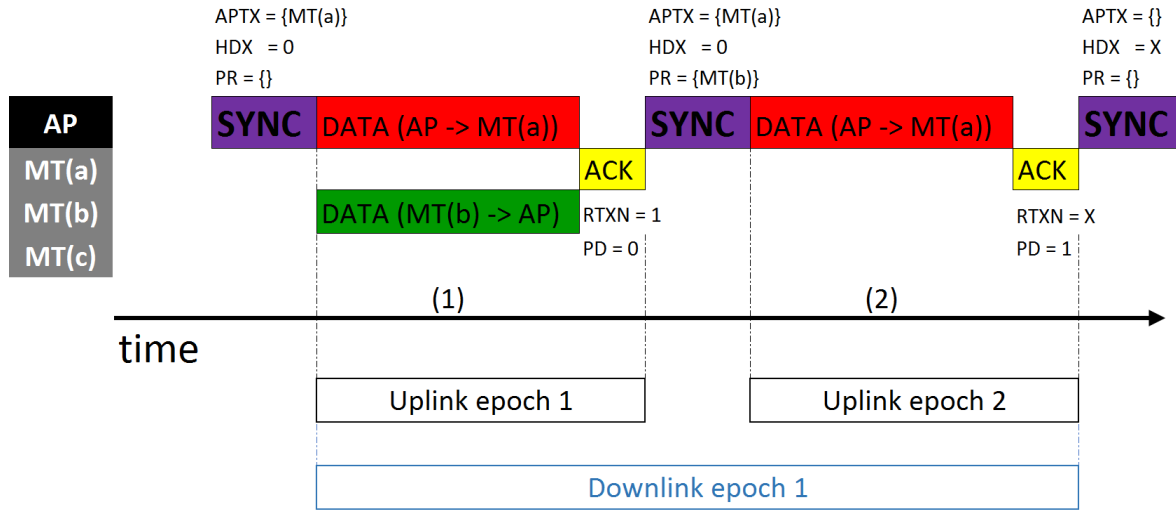 APTX = {MT(a)}
HDX = 0
PR = {}
APTX = {MT(a)}
HDX = 0
PR = {MT(b)}
APTX = {}
HDX = X
PR = {}
AP
SYNC
DATA (AP -> MT(a))
SYNC
DATA (AP -> MT(a))
SYNC
MT(a)
ACK
ACK
MT(b)
DATA (MT(b) -> AP)
RTXN = 1
PD = 0
RTXN = X
PD = 1
MT(c)
(1)
(2)
time
Uplink epoch 1
Uplink epoch 2
Downlink epoch 1